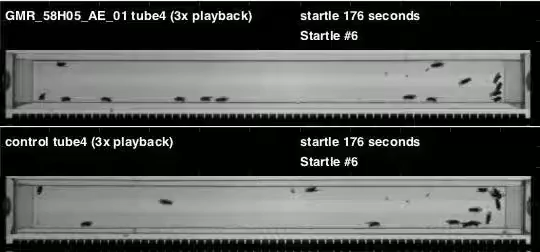 GMR_58H05_AE_01 tube4 (3x playback) startle 176 seconds
Startle #6
control tube4 (3x playback) startle 176 seconds
Startle #6